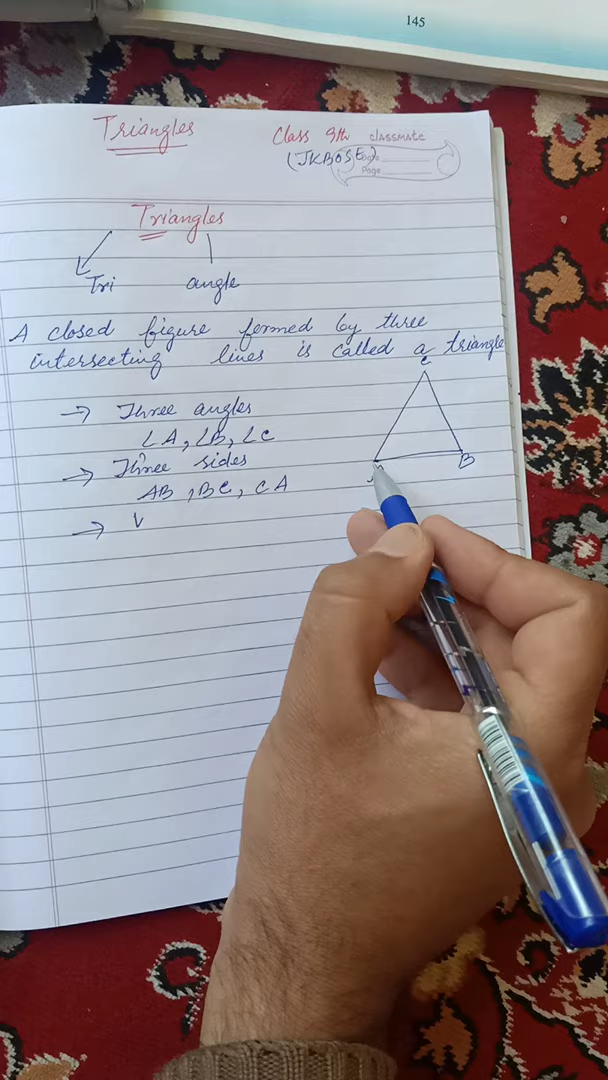 145
Triangles
Class 9th classmate
(JKBOSE)
Page
Triangles
Tri angle
A closed figure formed by three
intersecting lines is called a triangle
C
→ Three angles
∠A, ∠B, ∠C
→ Three sides
B
AB, BC, CA
→ V